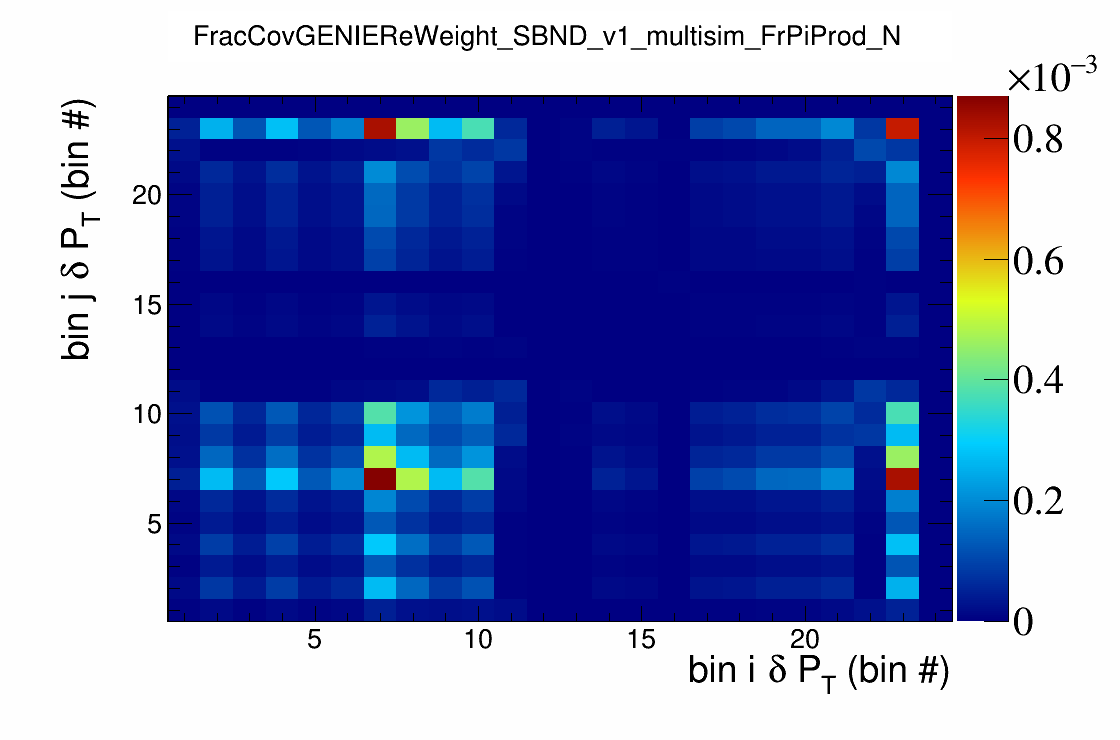 FracCovGENIEReWeight_SBND_v1_multisim_FrPiProd_N
×10⁻³
bin j δ P_T (bin #)
20
15
10
5
5 10 15 20
bin i δ P_T (bin #)
0.8
0.6
0.4
0.2
0